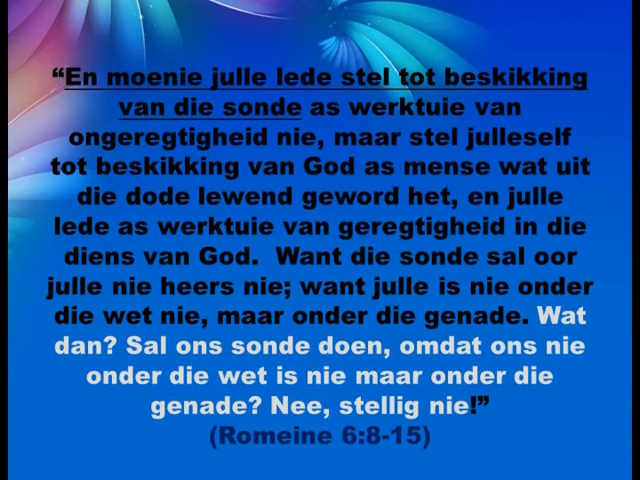 “En moenie julle lede stel tot beskikking
van die sonde as werktuie van
ongeregtigheid nie, maar stel julleself
tot beskikking van God as mense wat uit
die dode lewend geword het, en julle
lede as werktuie van geregtigheid in die
diens van God.  Want die sonde sal oor
julle nie heers nie; want julle is nie onder
die wet nie, maar onder die genade. Wat
dan? Sal ons sonde doen, omdat ons nie
onder die wet is nie maar onder die
genade? Nee, stellig nie!”
(Romeine 6:8-15)